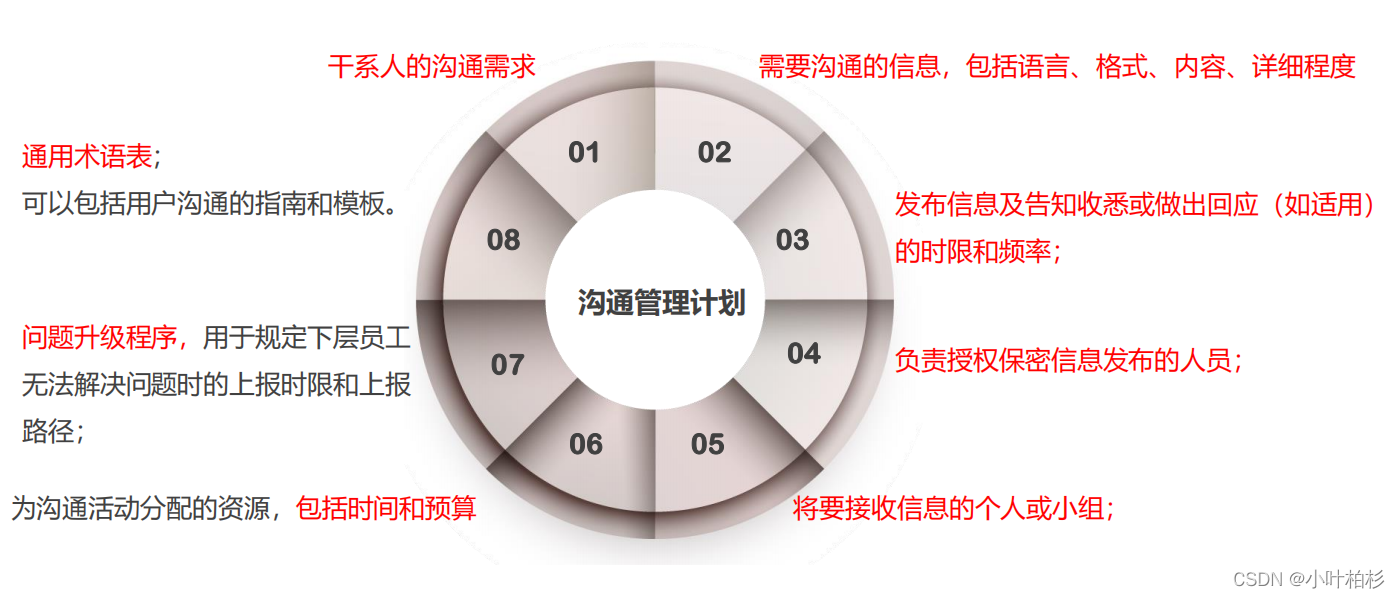 干系人的沟通需求
需要沟通的信息，包括语言、格式、内容、详细程度
01
02
通用术语表；
可以包括用户沟通的指南和模板。
发布信息及告知收悉或做出回应（如适用）
的时限和频率；
08
03
沟通管理计划
问题升级程序，用于规定下层员工
无法解决问题时的上报时限和上报
路径；
07
04
负责授权保密信息发布的人员；
06
05
为沟通活动分配的资源，包括时间和预算
将要接收信息的个人或小组；
CSDN @小叶柏杉